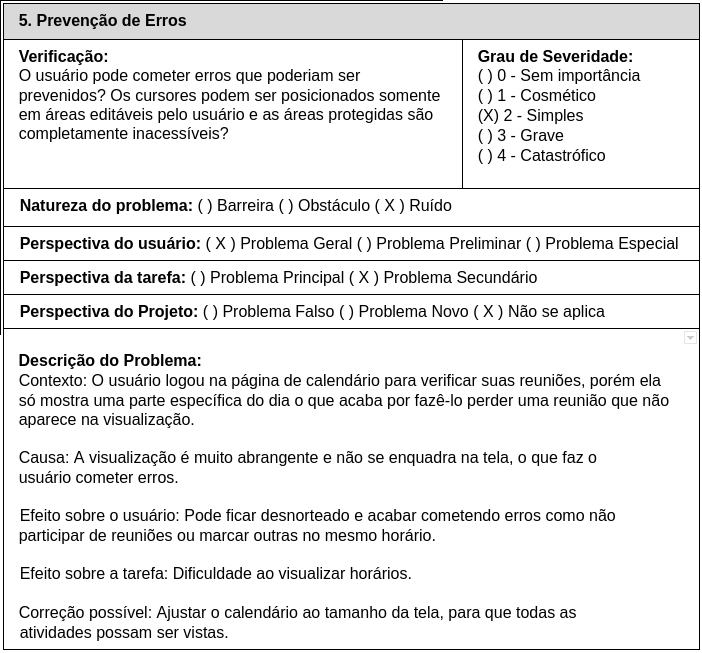 5. Prevenção de Erros
Verificação:
O usuário pode cometer erros que poderiam ser
prevenidos? Os cursores podem ser posicionados somente
em áreas editáveis pelo usuário e as áreas protegidas são
completamente inacessíveis?
Grau de Severidade:
( ) 0 - Sem importância
( ) 1 - Cosmético
(X) 2 - Simples
( ) 3 - Grave
( ) 4 - Catastrófico
Natureza do problema: ( ) Barreira ( ) Obstáculo ( X ) Ruído
Perspectiva do usuário: ( X ) Problema Geral ( ) Problema Preliminar ( ) Problema Especial
Perspectiva da tarefa: ( ) Problema Principal ( X ) Problema Secundário
Perspectiva do Projeto: ( ) Problema Falso ( ) Problema Novo ( X ) Não se aplica
Descrição do Problema:
Contexto: O usuário logou na página de calendário para verificar suas reuniões, porém ela
só mostra uma parte específica do dia o que acaba por fazê-lo perder uma reunião que não
aparece na visualização.
Causa: A visualização é muito abrangente e não se enquadra na tela, o que faz o
usuário cometer erros.
Efeito sobre o usuário: Pode ficar desnorteado e acabar cometendo erros como não
participar de reuniões ou marcar outras no mesmo horário.
Efeito sobre a tarefa: Dificuldade ao visualizar horários.
Correção possível: Ajustar o calendário ao tamanho da tela, para que todas as
atividades possam ser vistas.